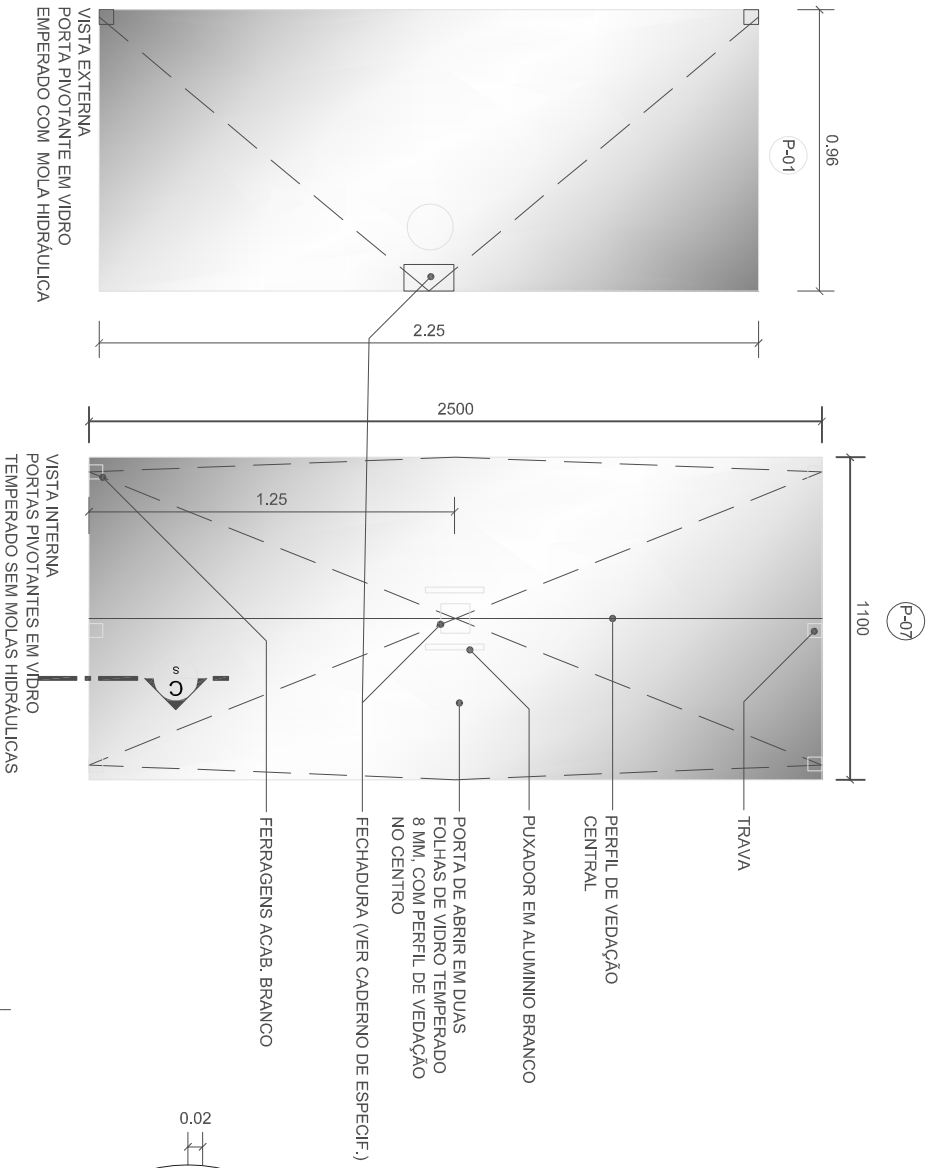 0.96
P-01
2.25
VISTA EXTERNA
PORTA PIVOTANTE EM VIDRO
EMPERADO COM MOLA HIDRÁULICA
P-07
1100
2500
1.25
TRAVA
PERFIL DE VEDAÇÃO
CENTRAL
PUXADOR EM ALUMINIO BRANCO
PORTA DE ABRIR EM DUAS
FOLHAS DE VIDRO TEMPERADO
8 MM, COM PERFIL DE VEDAÇÃO
NO CENTRO
FECHADURA (VER CADERNO DE ESPECIF.)
FERRAGENS ACAB. BRANCO
C
s
VISTA INTERNA
PORTAS PIVOTANTES EM VIDRO
TEMPERADO SEM MOLAS HIDRÁULICAS
0.02